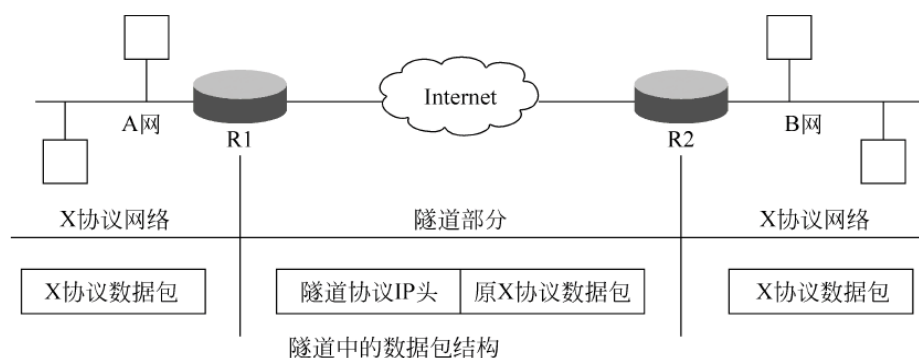 Internet
A网
R1
R2
B网
X协议网络
隧道部分
X协议网络
X协议数据包
隧道协议IP头
原X协议数据包
X协议数据包
隧道中的数据包结构